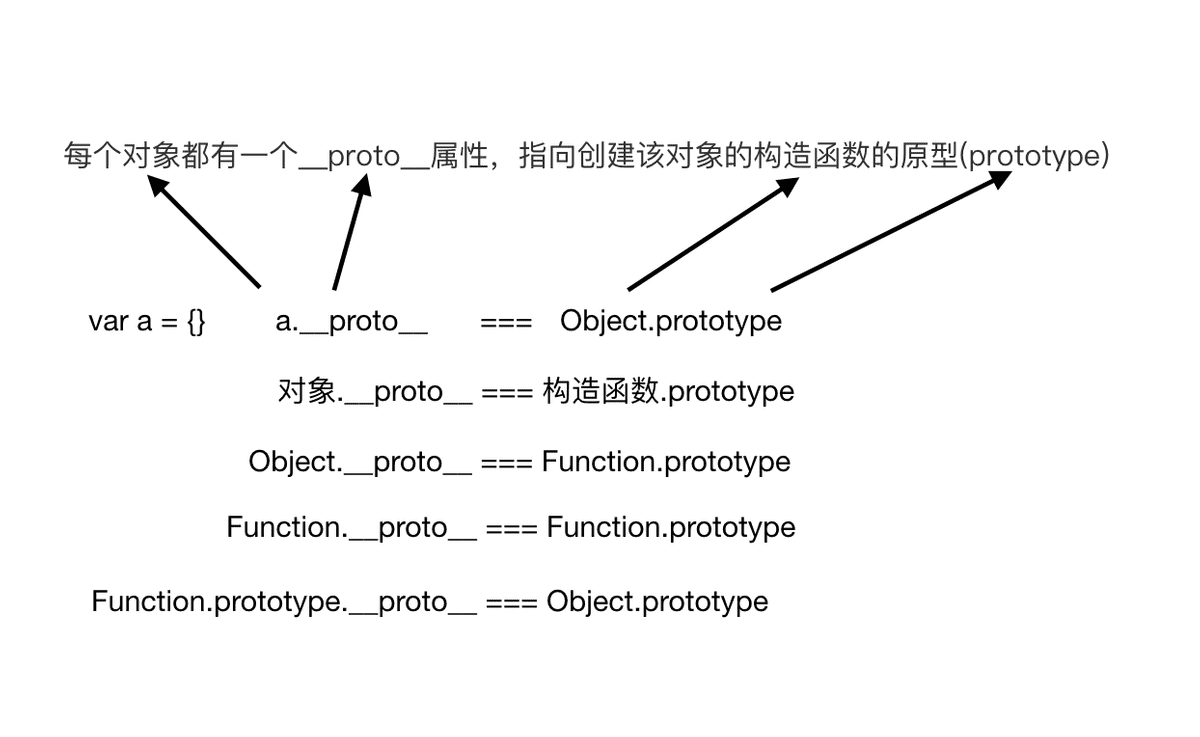 每个对象都有一个__proto__属性，指向创建该对象的构造函数的原型(prototype)
var a = {} a.__proto__ === Object.prototype
对象.__proto__ === 构造函数.prototype
Object.__proto__ === Function.prototype
Function.__proto__ === Function.prototype
Function.prototype.__proto__ === Object.prototype